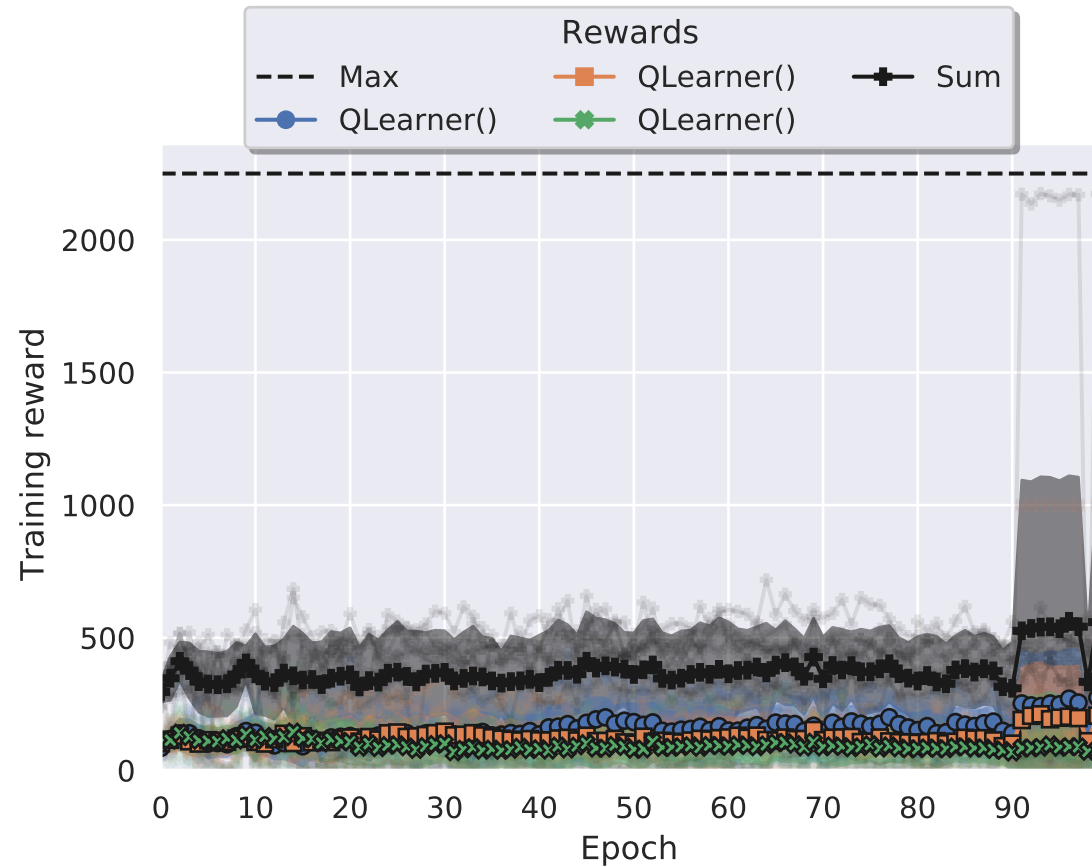 Rewards
Max QLearner() Sum
QLearner() QLearner()
2000
1500
1000
500
0
Training reward
0 10 20 30 40 50 60 70 80 90
Epoch